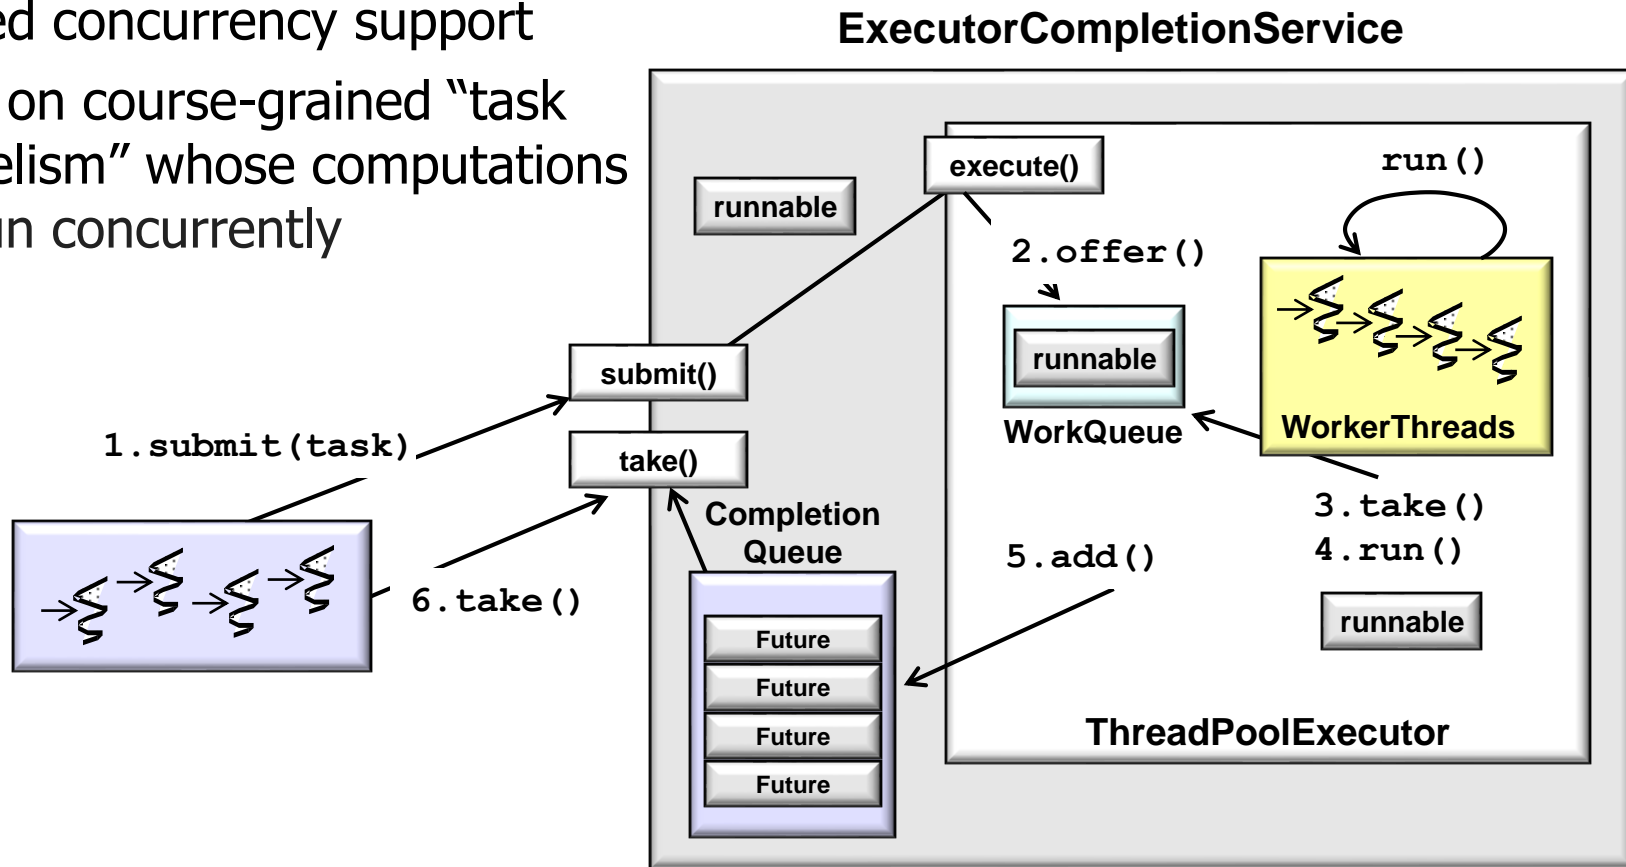 ed concurrency support
on course-grained “task
elism” whose computations
un concurrently
ExecutorCompletionService
execute()
run()
runnable
2.offer()
runnable
WorkQueue
WorkerThreads
submit()
1.submit(task)
take()
3.take()
4.run()
Completion
Queue
5.add()
6.take()
runnable
Future
Future
Future
Future
ThreadPoolExecutor